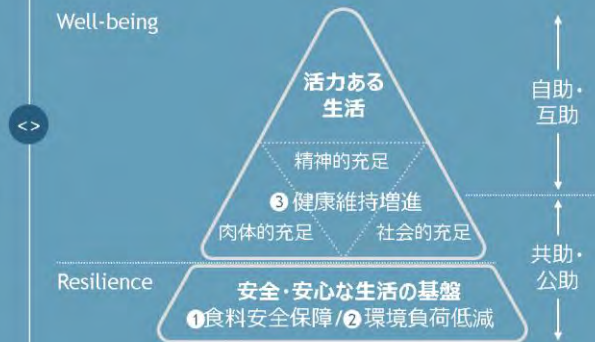 Well-being
活力ある
生活
自助・
互助
<>
精神的充足
❸ 健康維持増進
肉体的充足
社会的充足
共助・
公助
Resilience
安全・安心な生活の基盤
❶食料安全保障/❷環境負荷低減